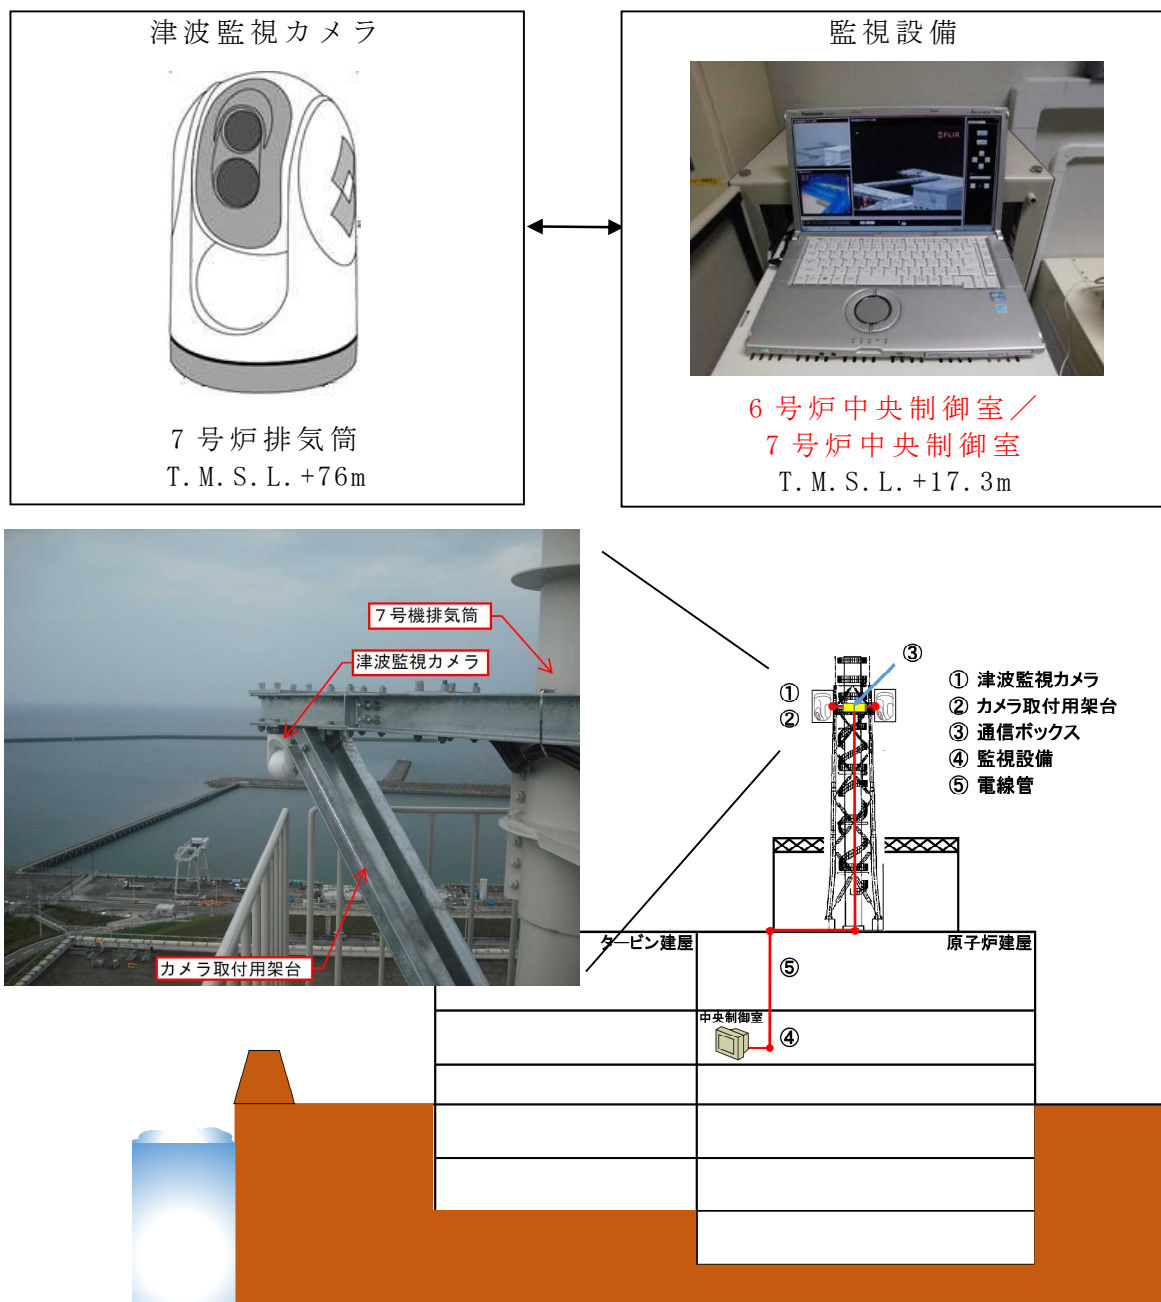 津波監視カメラ
7号炉排気筒
T.M.S.L.+76m
監視設備
FLIR
6号炉中央制御室／
7号炉中央制御室
T.M.S.L.+17.3m
７号機排気筒
津波監視カメラ
カメラ取付用架台
①
②
③
① 津波監視カメラ
② カメラ取付用架台
③ 通信ボックス
④ 監視設備
⑤ 電線管
タービン建屋
原子炉建屋
⑤
中央制御室
④